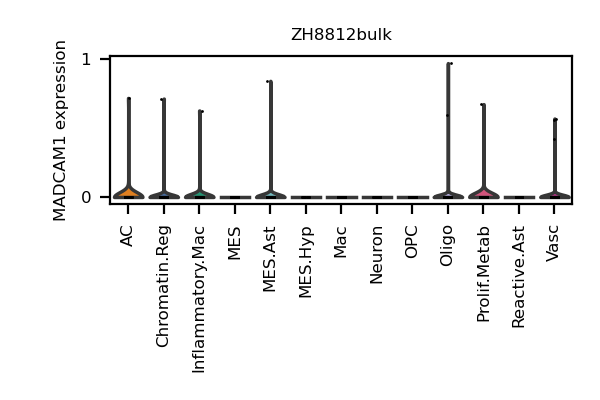 ZH8812bulk
MADCAM1 expression
1
0
AC
Chromatin.Reg
Inflammatory.Mac
MES
MES.Ast
MES.Hyp
Mac
Neuron
OPC
Oligo
Prolif.Metab
Reactive.Ast
Vasc